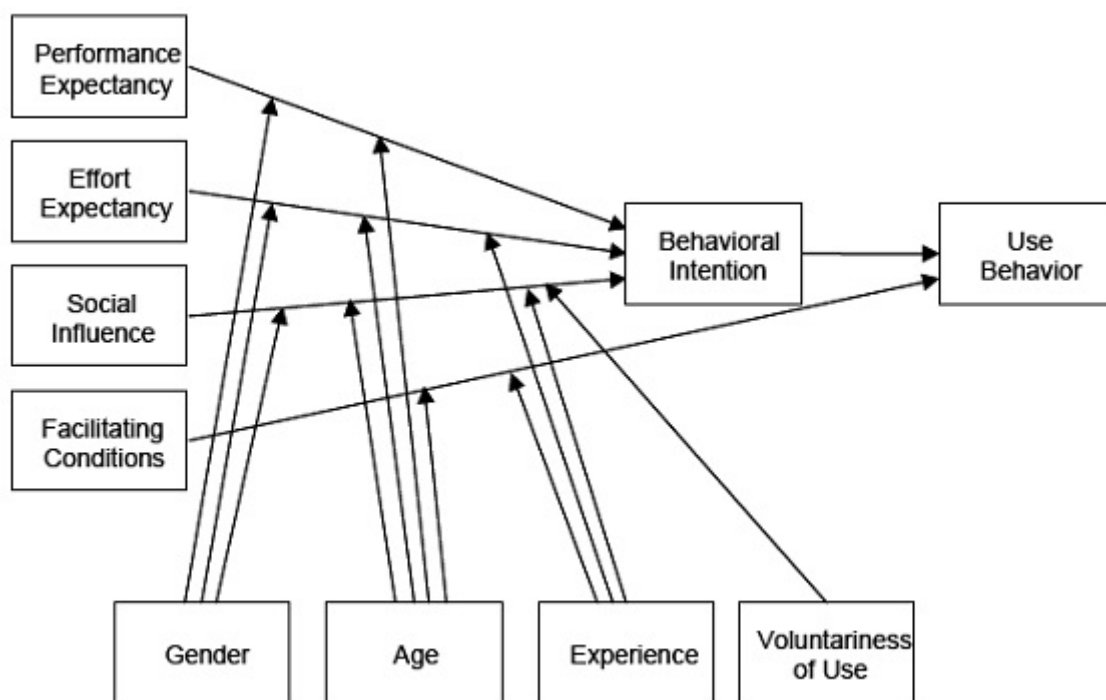 Performance
Expectancy
Effort
Expectancy
Social
Influence
Facilitating
Conditions
Behavioral
Intention
Use
Behavior
Gender
Age
Experience
Voluntariness
of Use